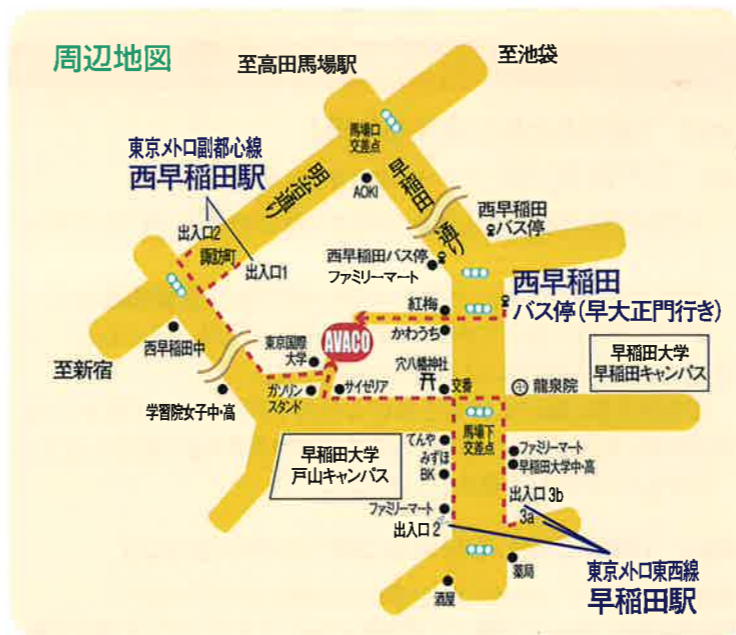 周辺地図
至高田馬場駅
至池袋
東京メトロ副都心線
西早稲田駅
馬場口
交差点
明治通り
早稲田
通り
AOKI
出入口2
諏訪町
出入口1
西早稲田
バス停
西早稲田バス停
ファミリーマート
西早稲田
バス停(早大正門行き)
紅梅
かわうち
AVACO
東京国際
大学
西早稲田中
至新宿
穴八幡神社
交番
龍泉院
早稲田大学
早稲田キャンパス
学習院女子中・高
ガソリン
スタンド
サイゼリア
早稲田大学
戸山キャンパス
てんや
みずほ
BK
馬場下
交差点
ファミリーマート
早稲田大学中・高
ファミリーマート
出入口 2
出入口 3b
3a
東京メトロ東西線
早稲田駅
薬局
酒屋